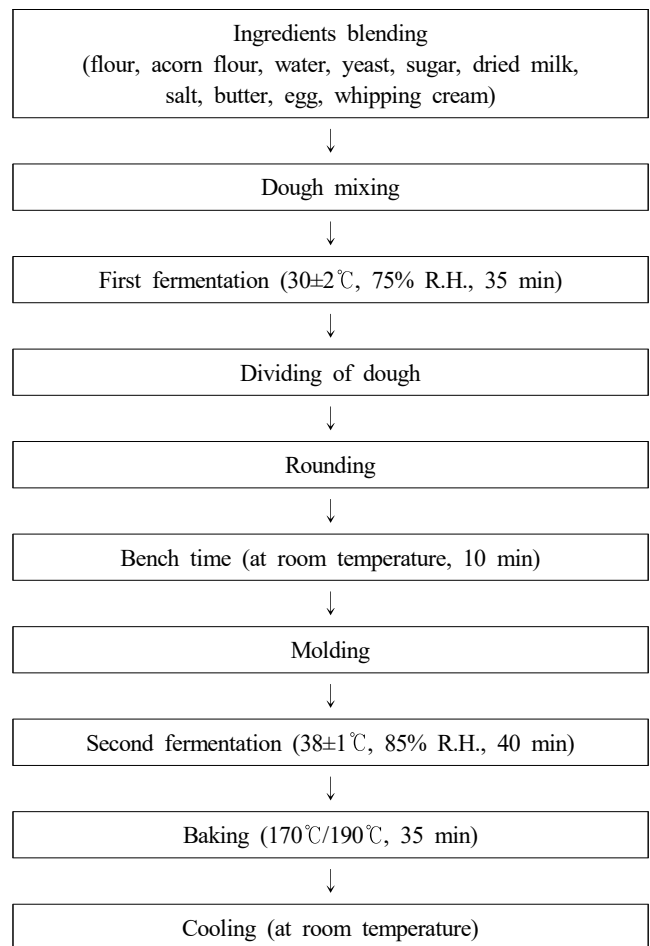 Ingredients blending
(flour, acorn flour, water, yeast, sugar, dried milk,
salt, butter, egg, whipping cream)
↓
Dough mixing
↓
First fermentation (30±2℃, 75% R.H., 35 min)
↓
Dividing of dough
↓
Rounding
↓
Bench time (at room temperature, 10 min)
↓
Molding
↓
Second fermentation (38±1℃, 85% R.H., 40 min)
↓
Baking (170℃/190℃, 35 min)
↓
Cooling (at room temperature)